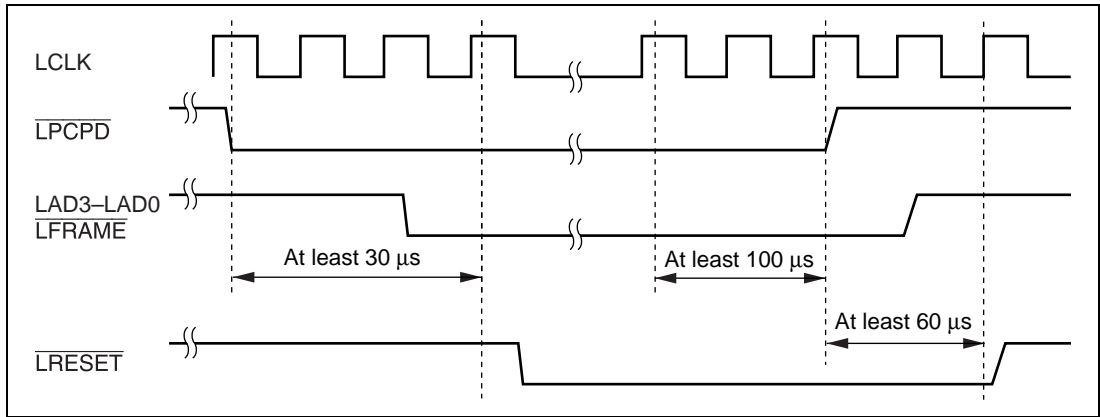 LCLK
LPCPD
LAD3–LAD0
LFRAME
At least 30 μs
At least 100 μs
At least 60 μs
LRESET